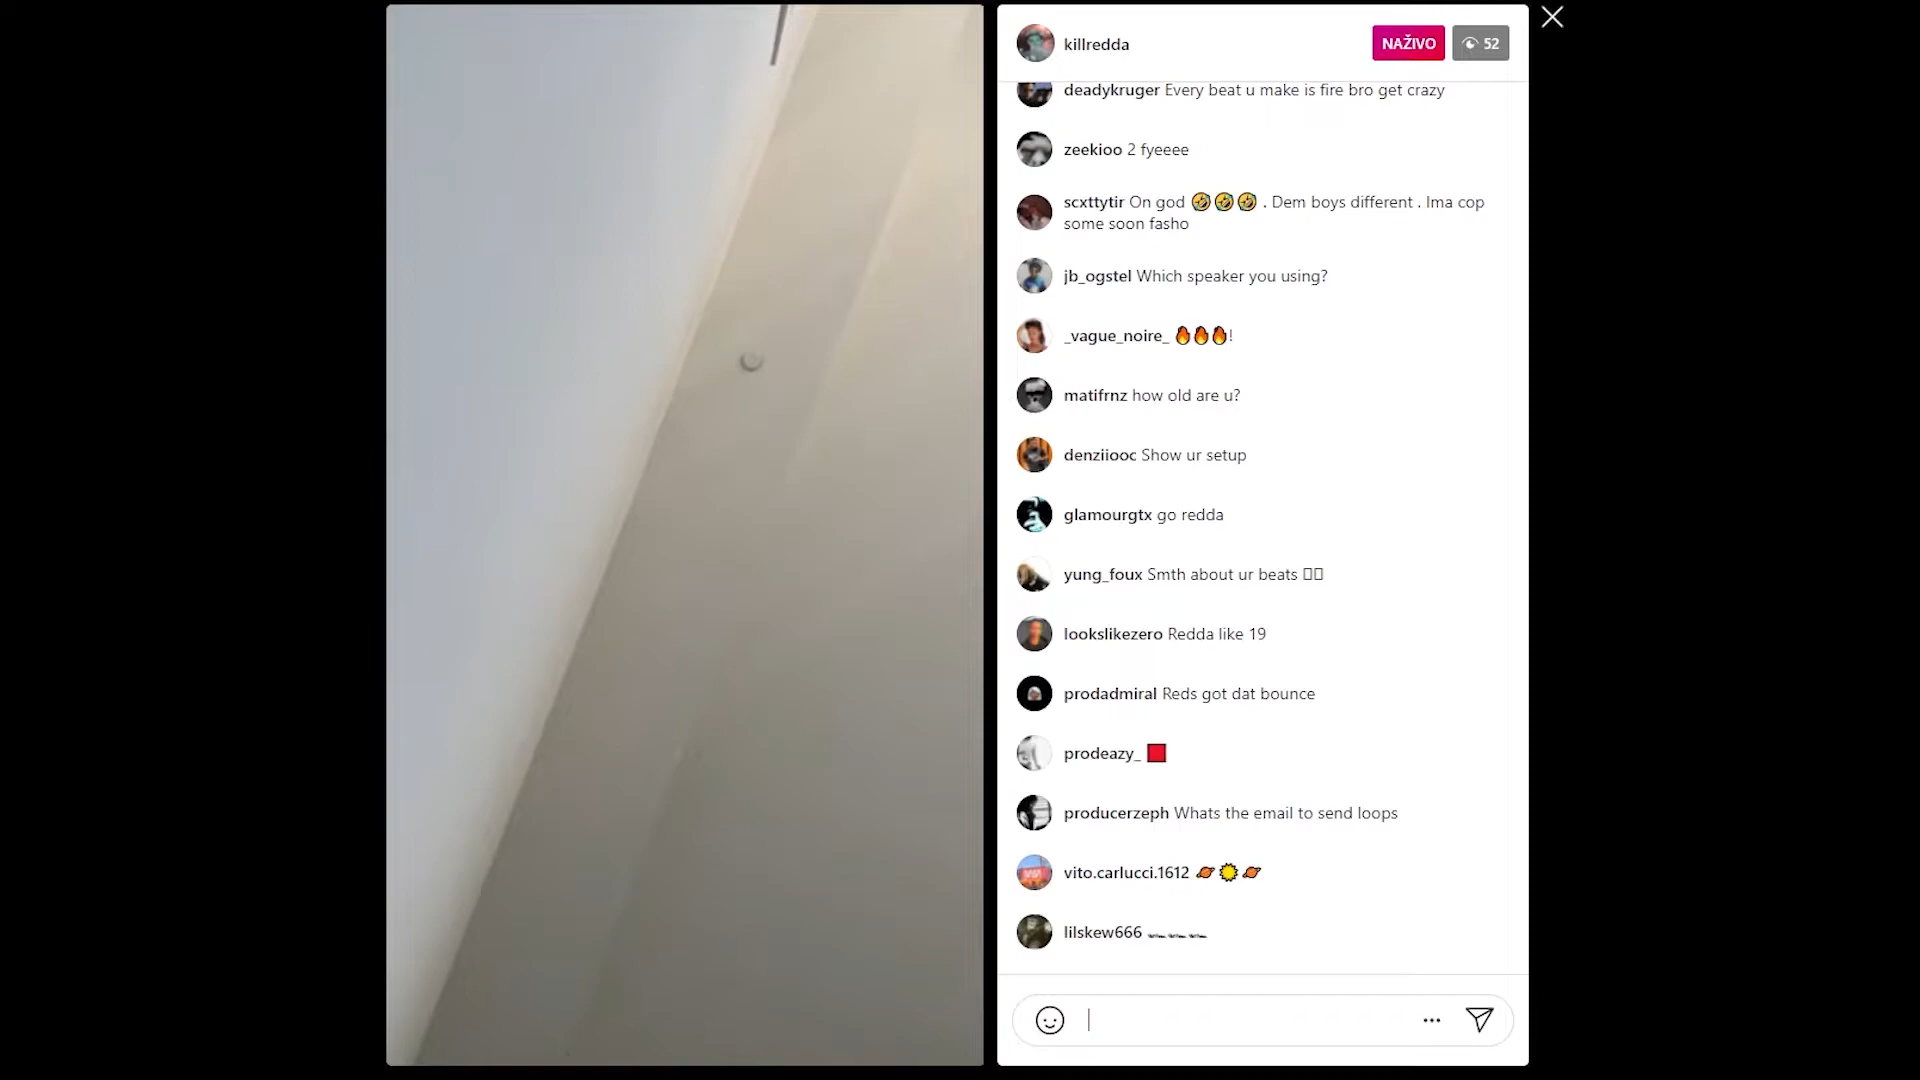 killredda
NAŽIVO
52
deadykruger Every beat u make is fire bro get crazy
zeekioo 2 fyeeee
scxttytir On god 🤣🤣🤣 . Dem boys different . Ima cop
some soon fasho
jb_ogstel Which speaker you using?
_vague_noire_ 🔥🔥🔥!
matifrnz how old are u?
denziiooc Show ur setup
glamourgtx go redda
yung_foux Smth about ur beats
lookslikezero Redda like 19
prodadmiral Reds got dat bounce
prodeazy_ 🟥
producerzeph Whats the email to send loops
vito.carlucci.1612 🪐🌟🪐
lilskew666